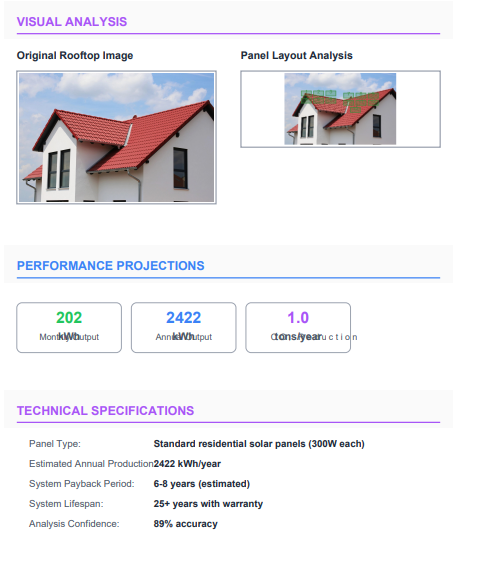 VISUAL ANALYSIS
Original Rooftop Image
Panel Layout Analysis
PERFORMANCE PROJECTIONS
202
kWh
Monthly Output
2422
kWh
Annual Output
1.0
tons/year
TECHNICAL SPECIFICATIONS
Panel Type: Standard residential solar panels (300W each)
Estimated Annual Production: 2422 kWh/year
System Payback Period: 6-8 years (estimated)
System Lifespan: 25+ years with warranty
Analysis Confidence: 89% accuracy